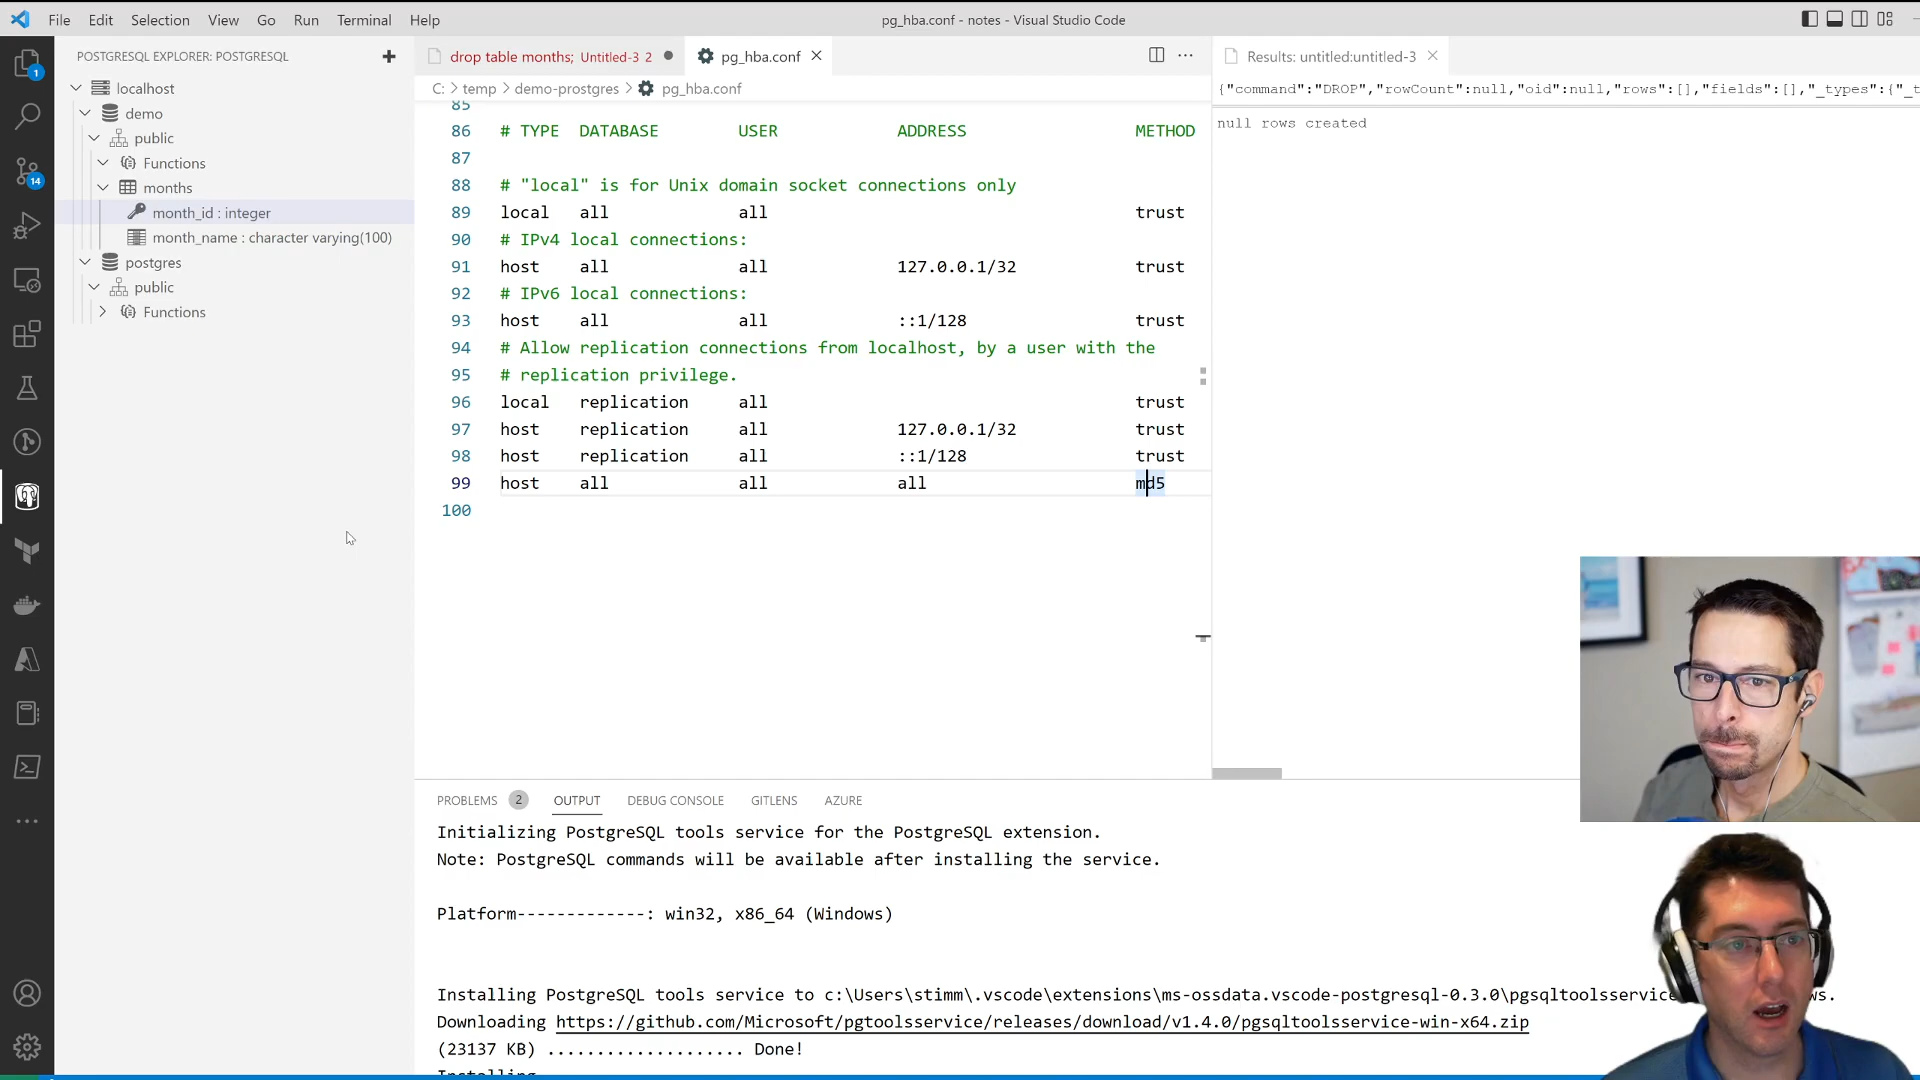 File Edit Selection View Go Run Terminal Help
pg_hba.conf - notes - Visual Studio Code
POSTGRESQL EXPLORER: POSTGRESQL
localhost
demo
public
Functions
months
month_id : integer
month_name : character varying(100)
postgres
public
Functions
1
14
drop table months; Untitled-3 2
pg_hba.conf
C: > temp > demo-prostgres > pg_hba.conf
85
86 # TYPE DATABASE USER ADDRESS METHOD
87
88 # "local" is for Unix domain socket connections only
89 local all all trust
90 # IPv4 local connections:
91 host all all 127.0.0.1/32 trust
92 # IPv6 local connections:
93 host all all ::1/128 trust
94 # Allow replication connections from localhost, by a user with the
95 # replication privilege.
96 local replication all trust
97 host replication all 127.0.0.1/32 trust
98 host replication all ::1/128 trust
99 host all all all md5
100
Results: untitled:untitled-3
{"command":"DROP","rowCount":null,"oid":null,"rows":[],"fields":[],"_types":{"_t
null rows created
PROBLEMS 2 OUTPUT DEBUG CONSOLE GITLENS AZURE
Initializing PostgreSQL tools service for the PostgreSQL extension.
Note: PostgreSQL commands will be available after installing the service.
Platform-------------: win32, x86_64 (Windows)
Installing PostgreSQL tools service to c:\Users\stimm\.vscode\extensions\ms-ossdata.vscode-postgresql-0.3.0\pgsqltoolsservice
Downloading https://github.com/Microsoft/pgtoolsservice/releases/download/v1.4.0/pgsqltoolsservice-win-x64.zip
(23137 KB) .................... Done!
Installing